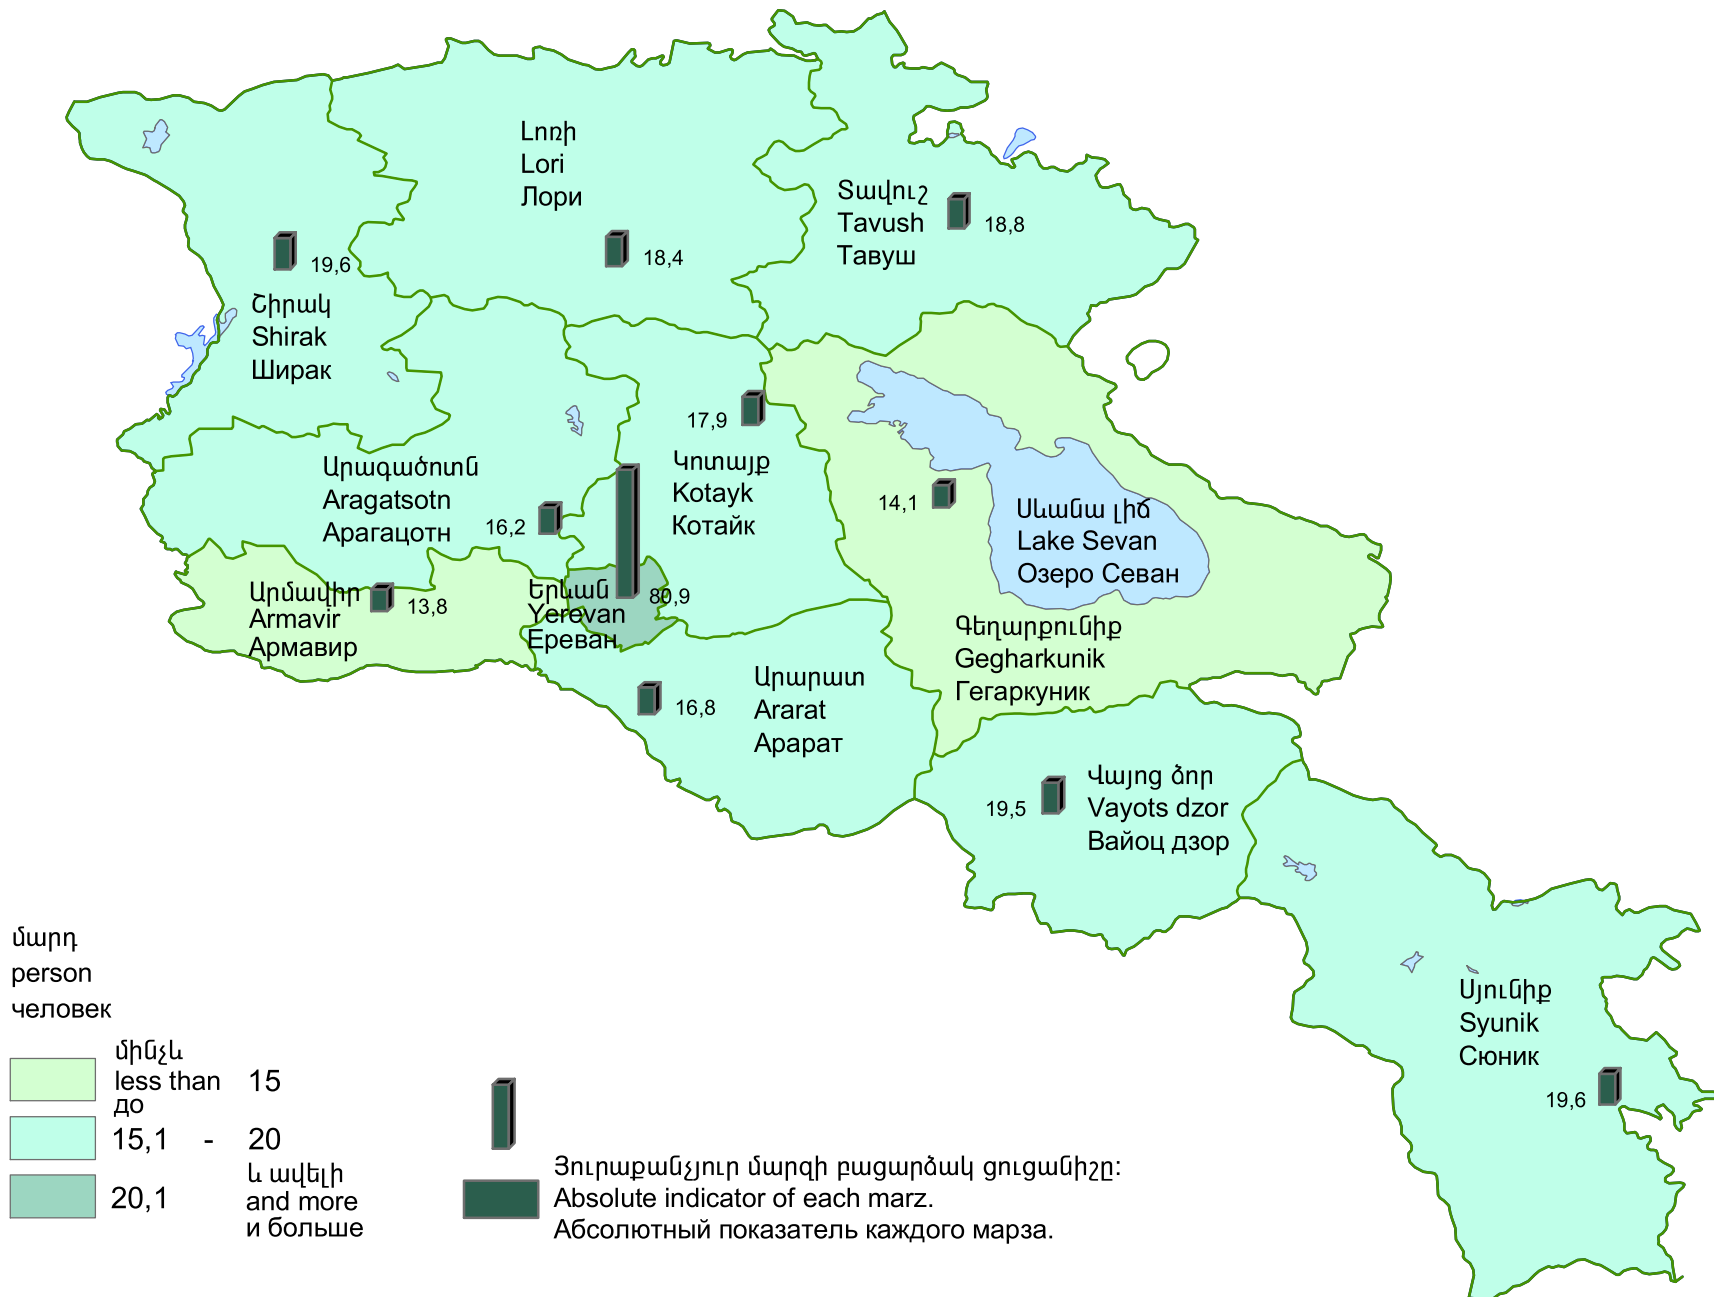 Լոռի
Lori
Лори
18,4
Տավուշ
Tavush
Тавуш
18,8
19,6
Շիրակ
Shirak
Ширак
17,9
Կոտայք
Kotayk
Котайк
Արագածոտն
Aragatsotn
Арагацотн
16,2
14,1
Սևանա լիճ
Lake Sevan
Озеро Севан
Արմավիր
Armavir
Армавир
13,8
Երևան
Yerevan
Ереван
80,9
Գեղարքունիք
Gegharkunik
Гегаркуник
16,8
Արարատ
Ararat
Арарат
19,5
Վայոց ձոր
Vayots dzor
Вайоц дзор
Սյունիք
Syunik
Сюник
19,6
մարդ
person
человек
մինչև
less than 15
до
15,1 - 20
20,1
և ավելի
and more
и больше
Յուրաքանչյուր մարզի բացարձակ ցուցանիշը:
Absolute indicator of each marz.
Абсолютный показатель каждого марза.